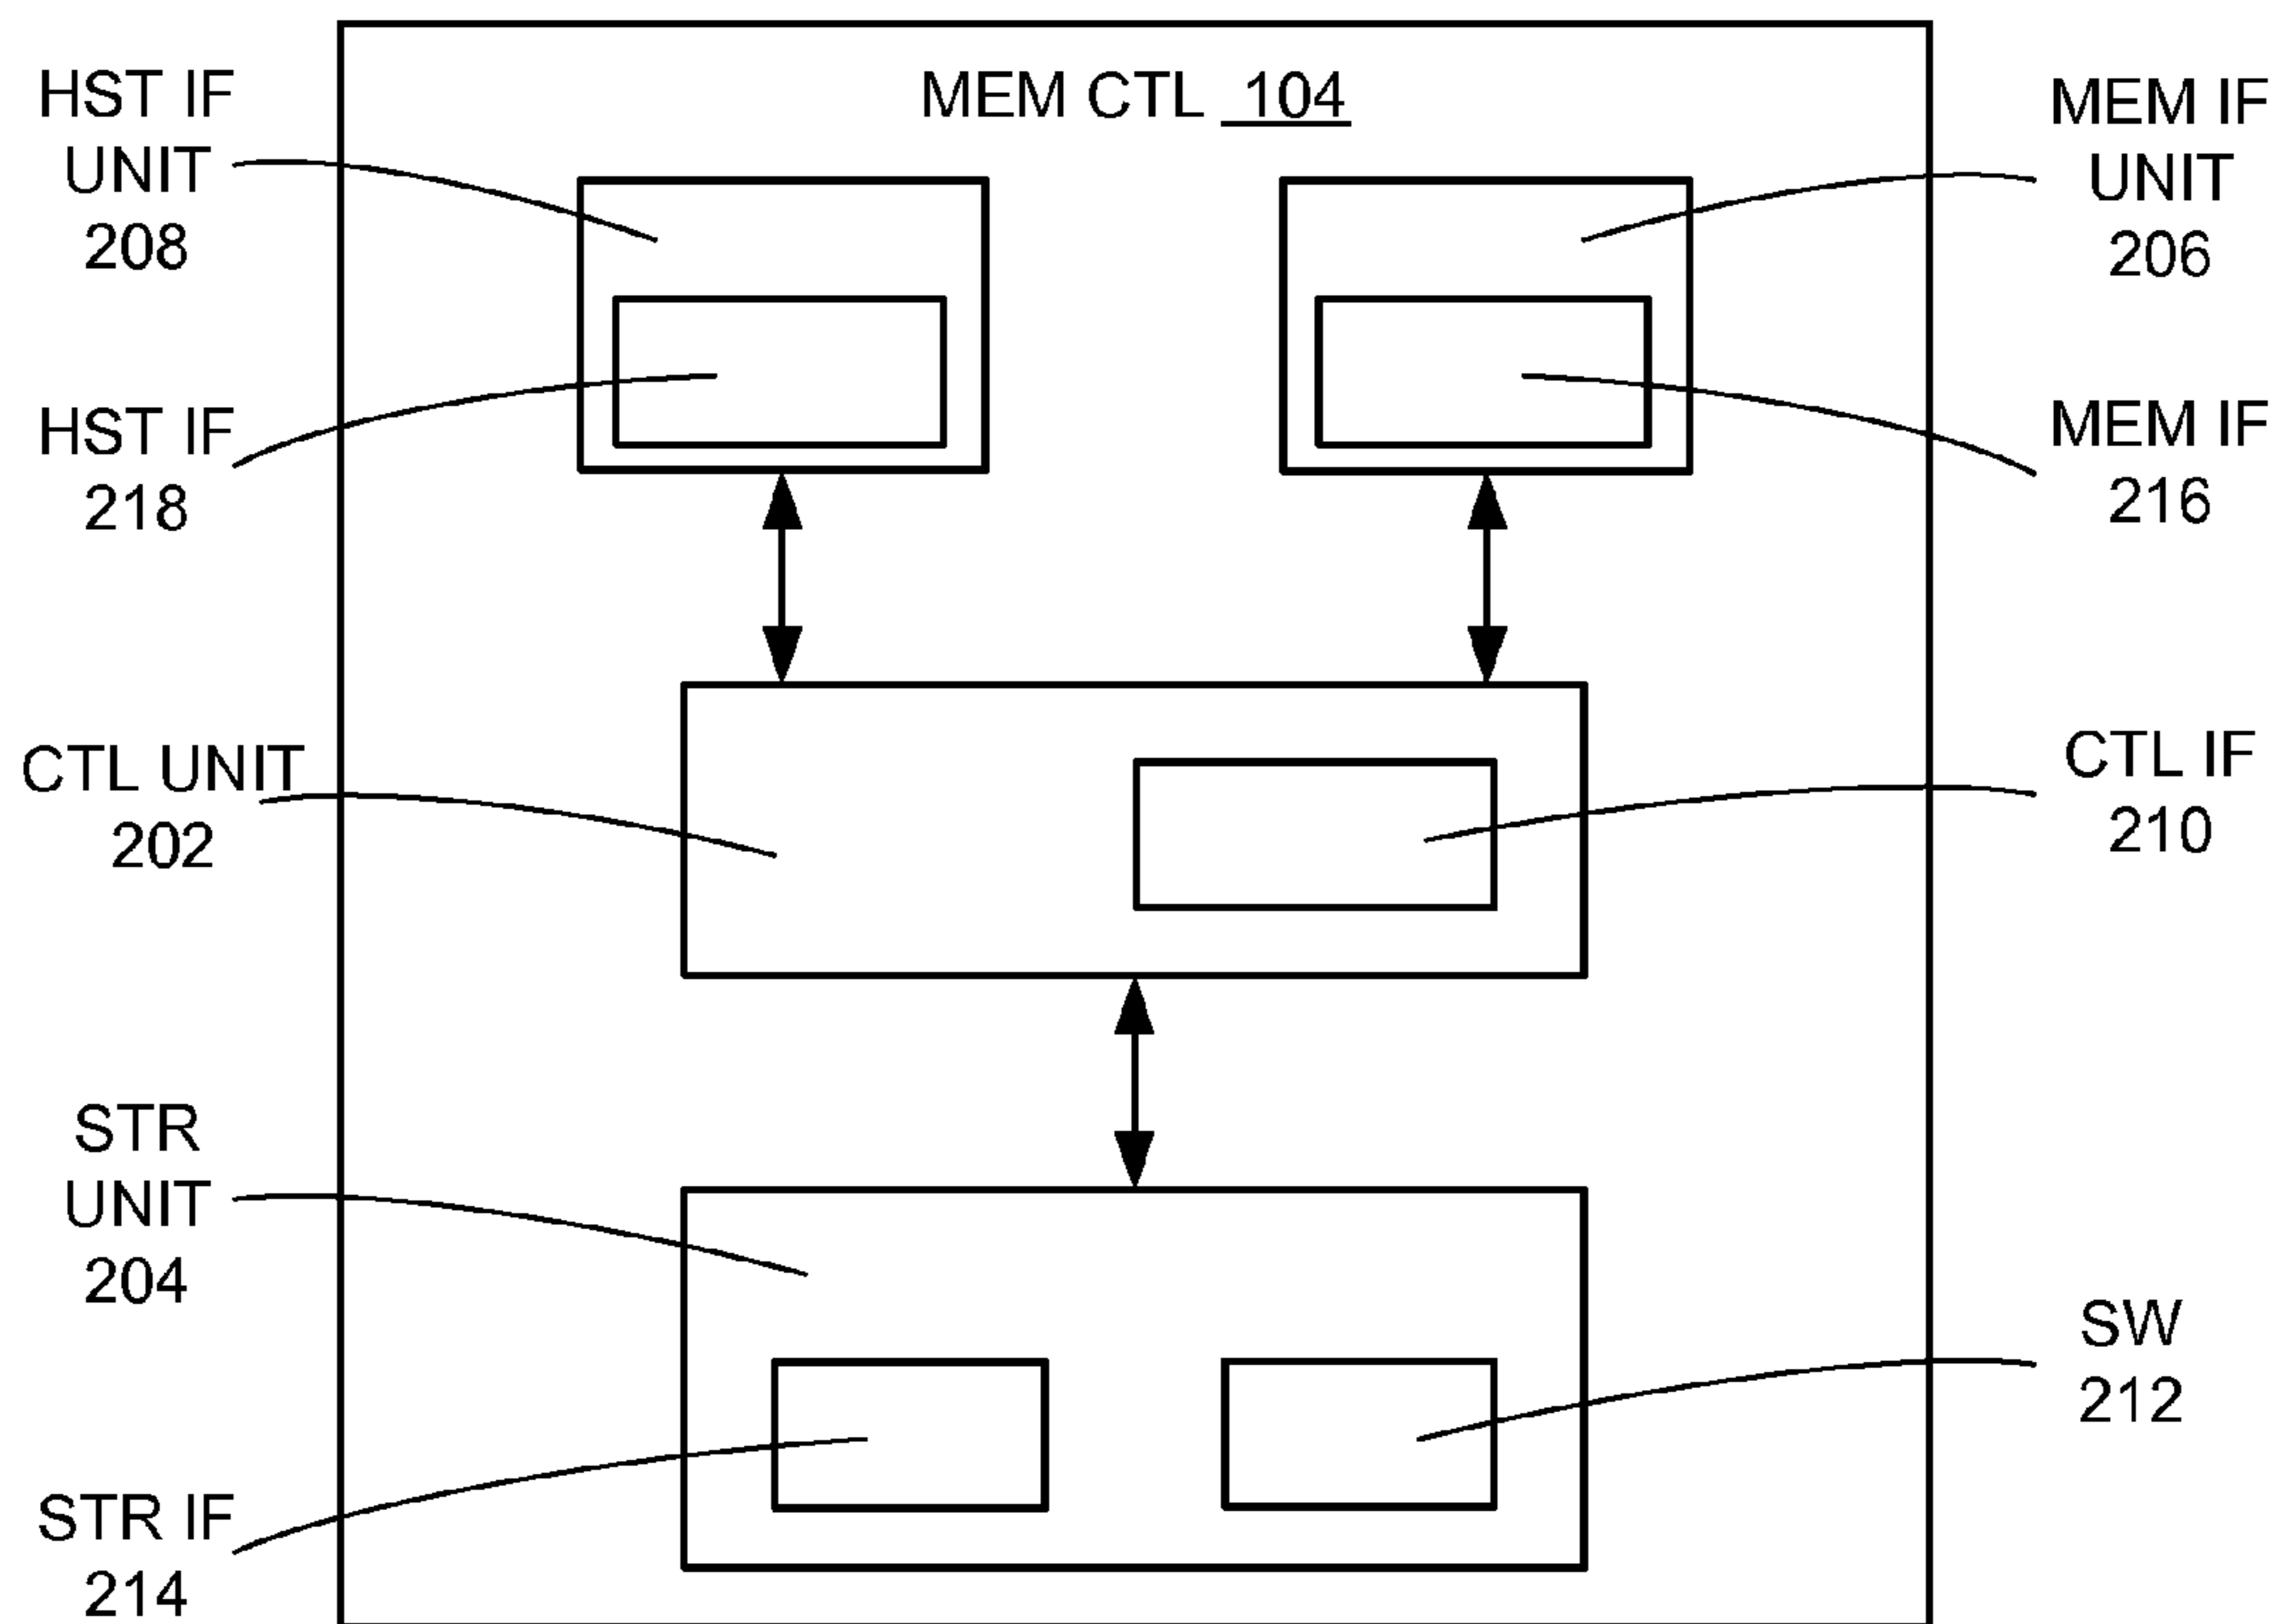 MEM CTL 104
HST IF
UNIT
208
MEM IF
UNIT
206
HST IF
218
MEM IF
216
CTL UNIT
202
CTL IF
210
STR
UNIT
204
SW
212
STR IF
214